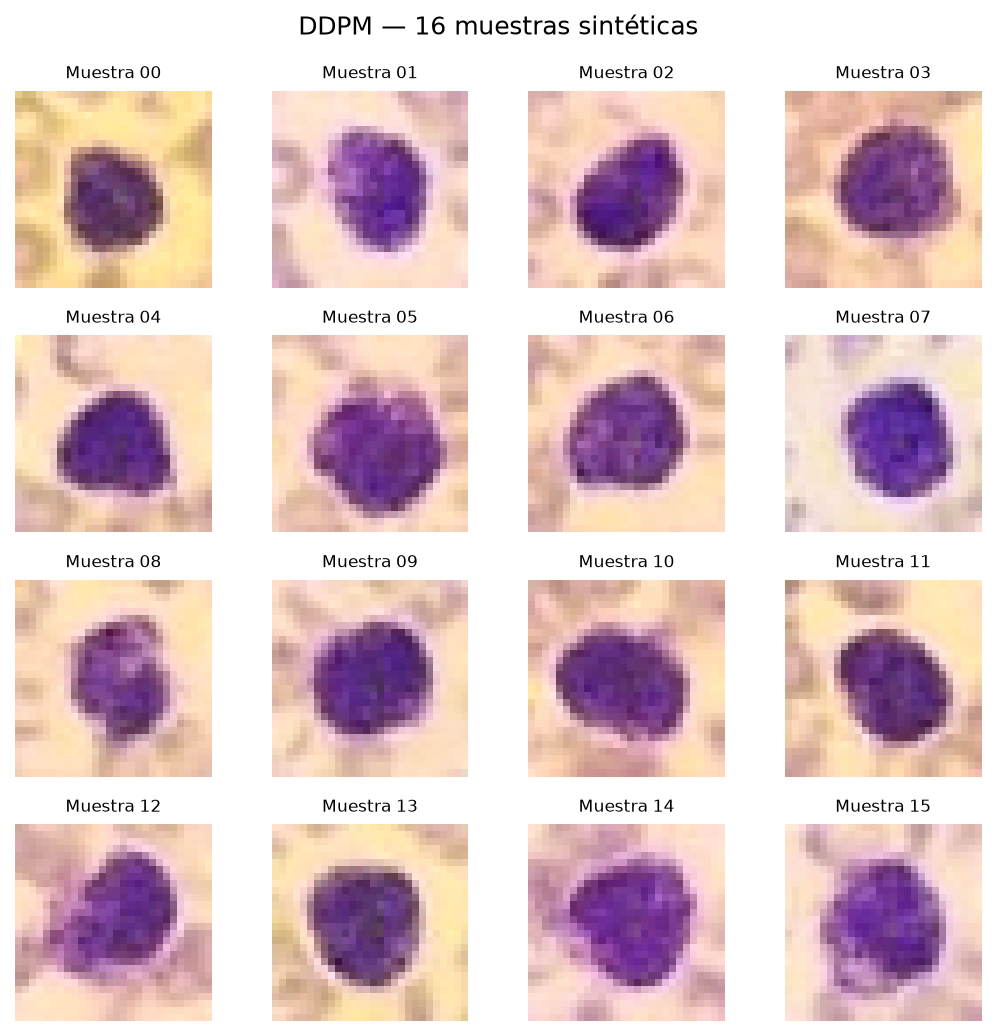 DDPM — 16 muestras sintéticas
Muestra 00
Muestra 01
Muestra 02
Muestra 03
Muestra 04
Muestra 05
Muestra 06
Muestra 07
Muestra 08
Muestra 09
Muestra 10
Muestra 11
Muestra 12
Muestra 13
Muestra 14
Muestra 15